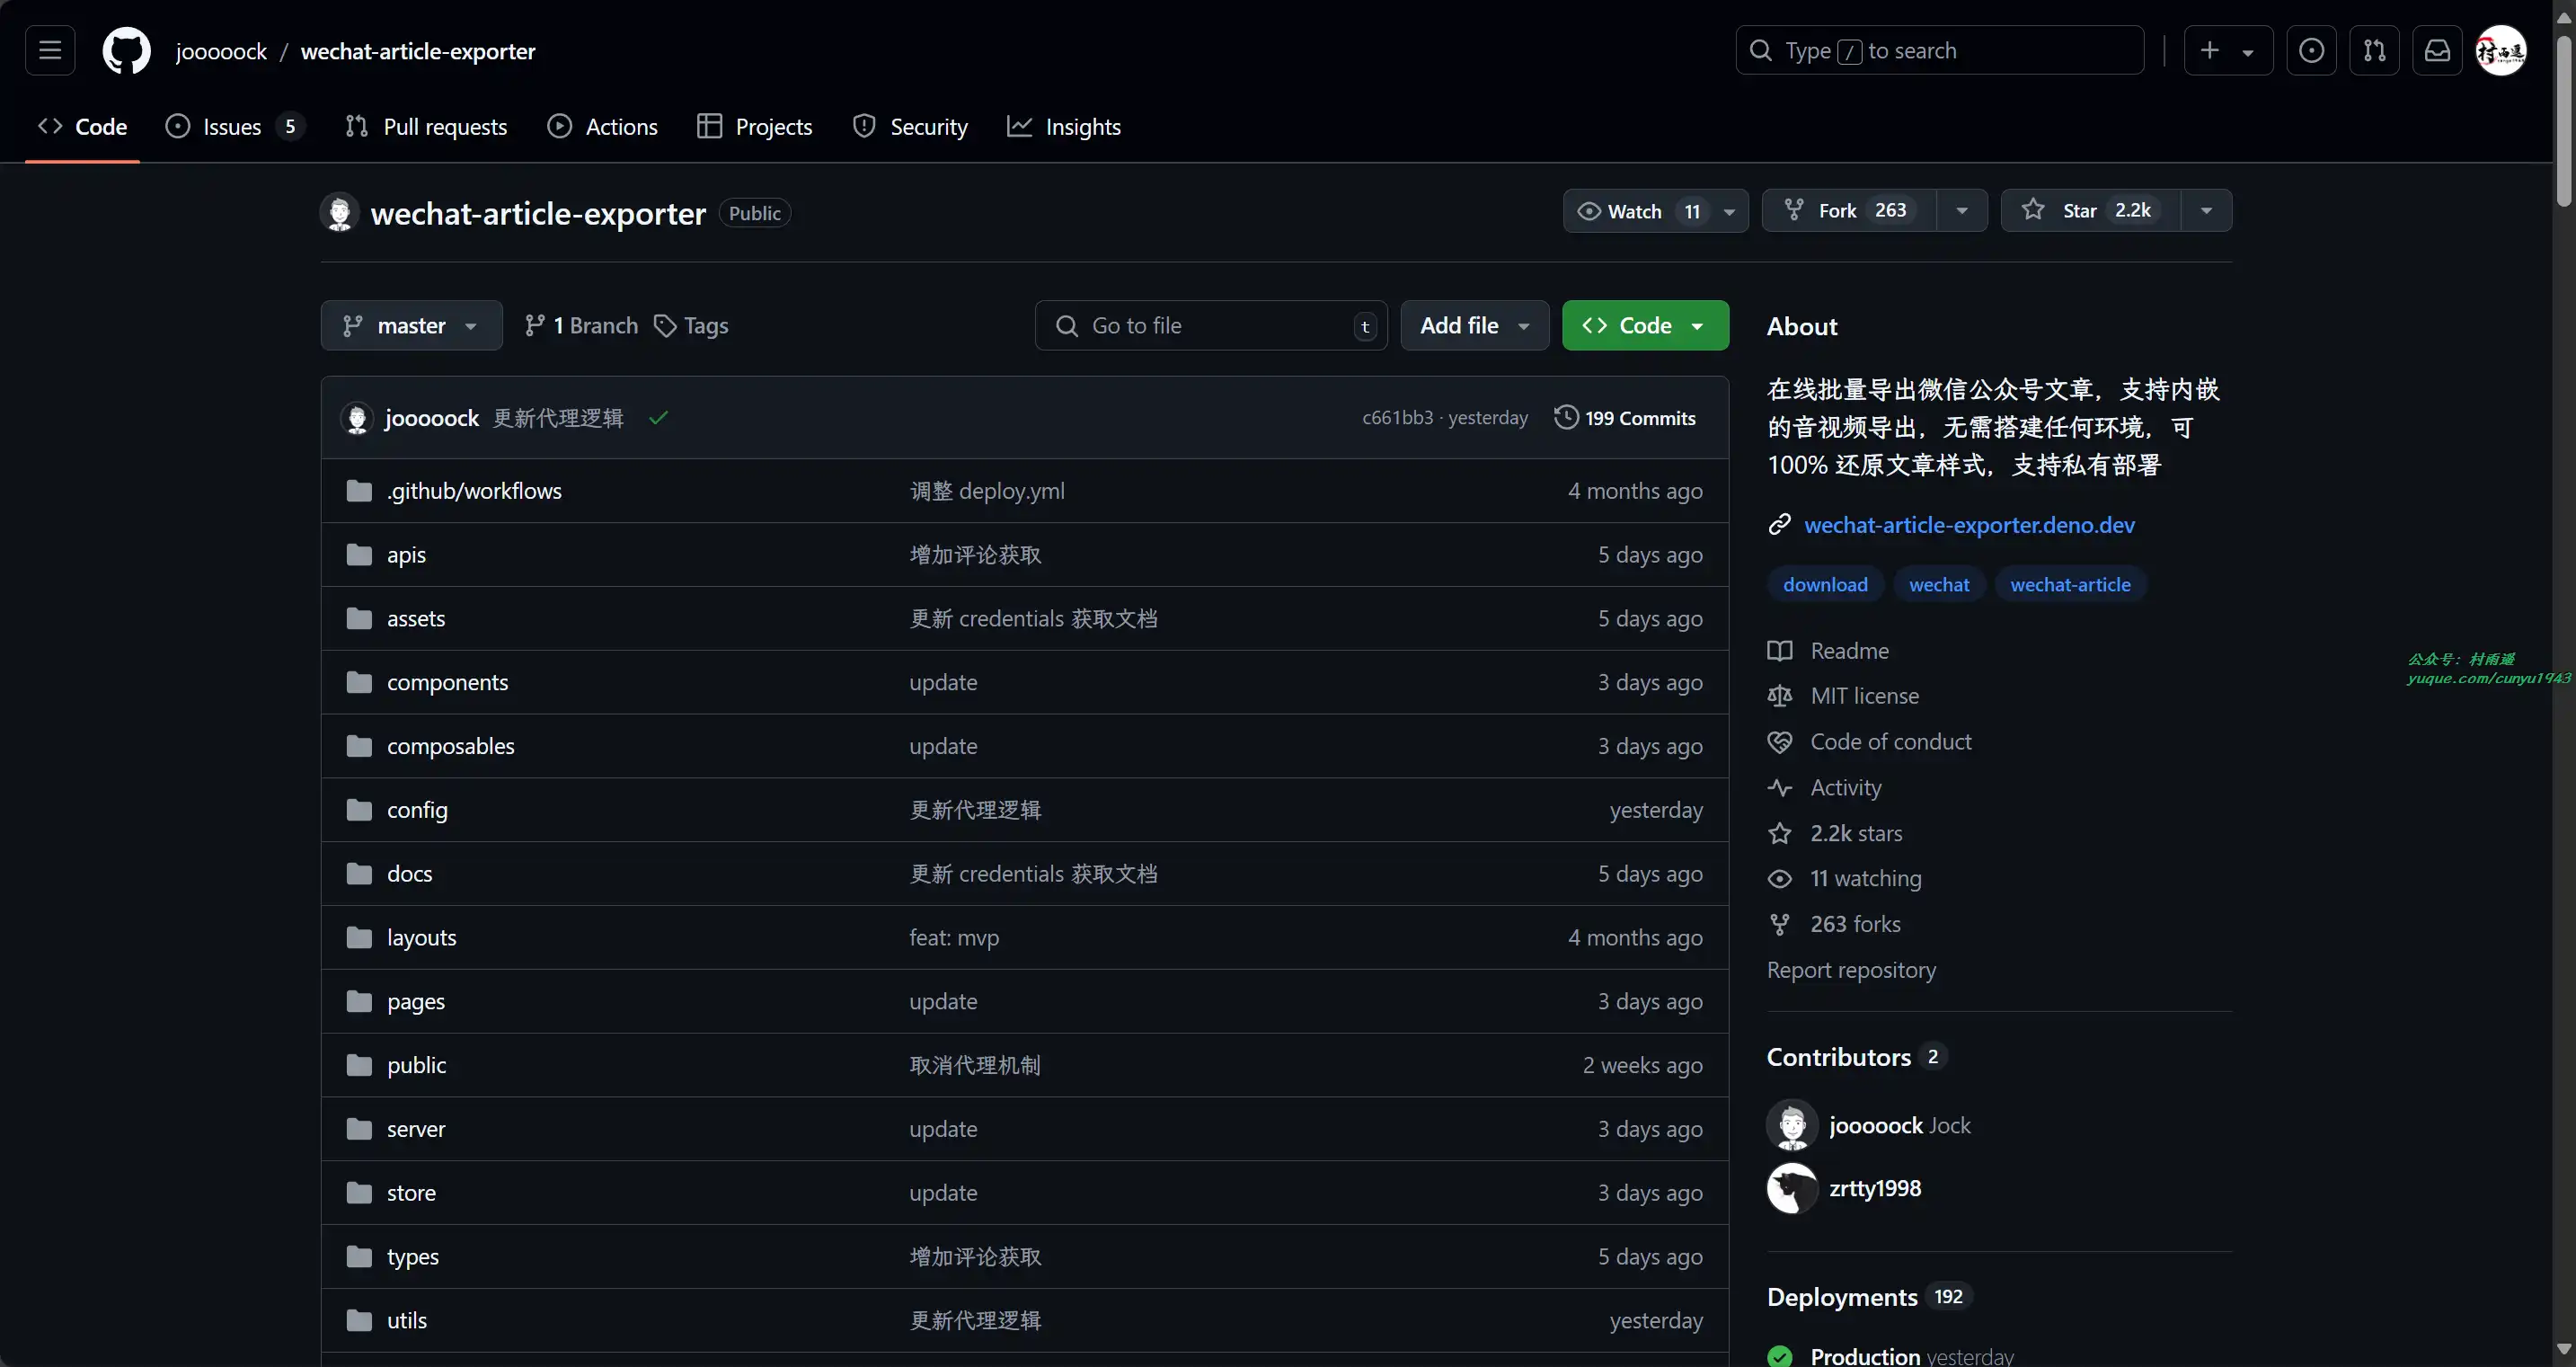 jooooock / wechat-article-exporter
Type / to search
Code
Issues 5
Pull requests
Actions
Projects
Security
Insights
wechat-article-exporter Public
Watch 11
Fork 263
Star 2.2k
master
1 Branch
Tags
Go to file t
Add file
Code
jooooock 更新代理逻辑
c661bb3 · yesterday
199 Commits
.github/workflows 调整 deploy.yml 4 months ago
apis 增加评论获取 5 days ago
assets 更新 credentials 获取文档 5 days ago
components update 3 days ago
composables update 3 days ago
config 更新代理逻辑 yesterday
docs 更新 credentials 获取文档 5 days ago
layouts feat: mvp 4 months ago
pages update 3 days ago
public 取消代理机制 2 weeks ago
server update 3 days ago
store update 3 days ago
types 增加评论获取 5 days ago
utils 更新代理逻辑 yesterday
About
在线批量导出微信公众号文章，支持内嵌
的音视频导出，无需搭建任何环境，可
100% 还原文章样式，支持私有部署
wechat-article-exporter.deno.dev
download wechat wechat-article
Readme
MIT license
Code of conduct
Activity
2.2k stars
11 watching
263 forks
Report repository
Contributors 2
jooooock Jock
zrtty1998
Deployments 192
Production yesterday
公众号：村雨遥
yuque.com/cunyu1943